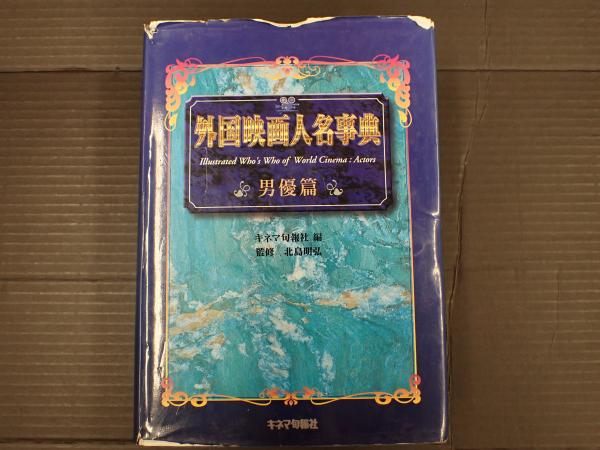 外国映画人名事典
Illustrated Who's Who of World Cinema : Actors
男優篇
キネマ旬報社 編
監修 北島明弘
キネマ旬報社